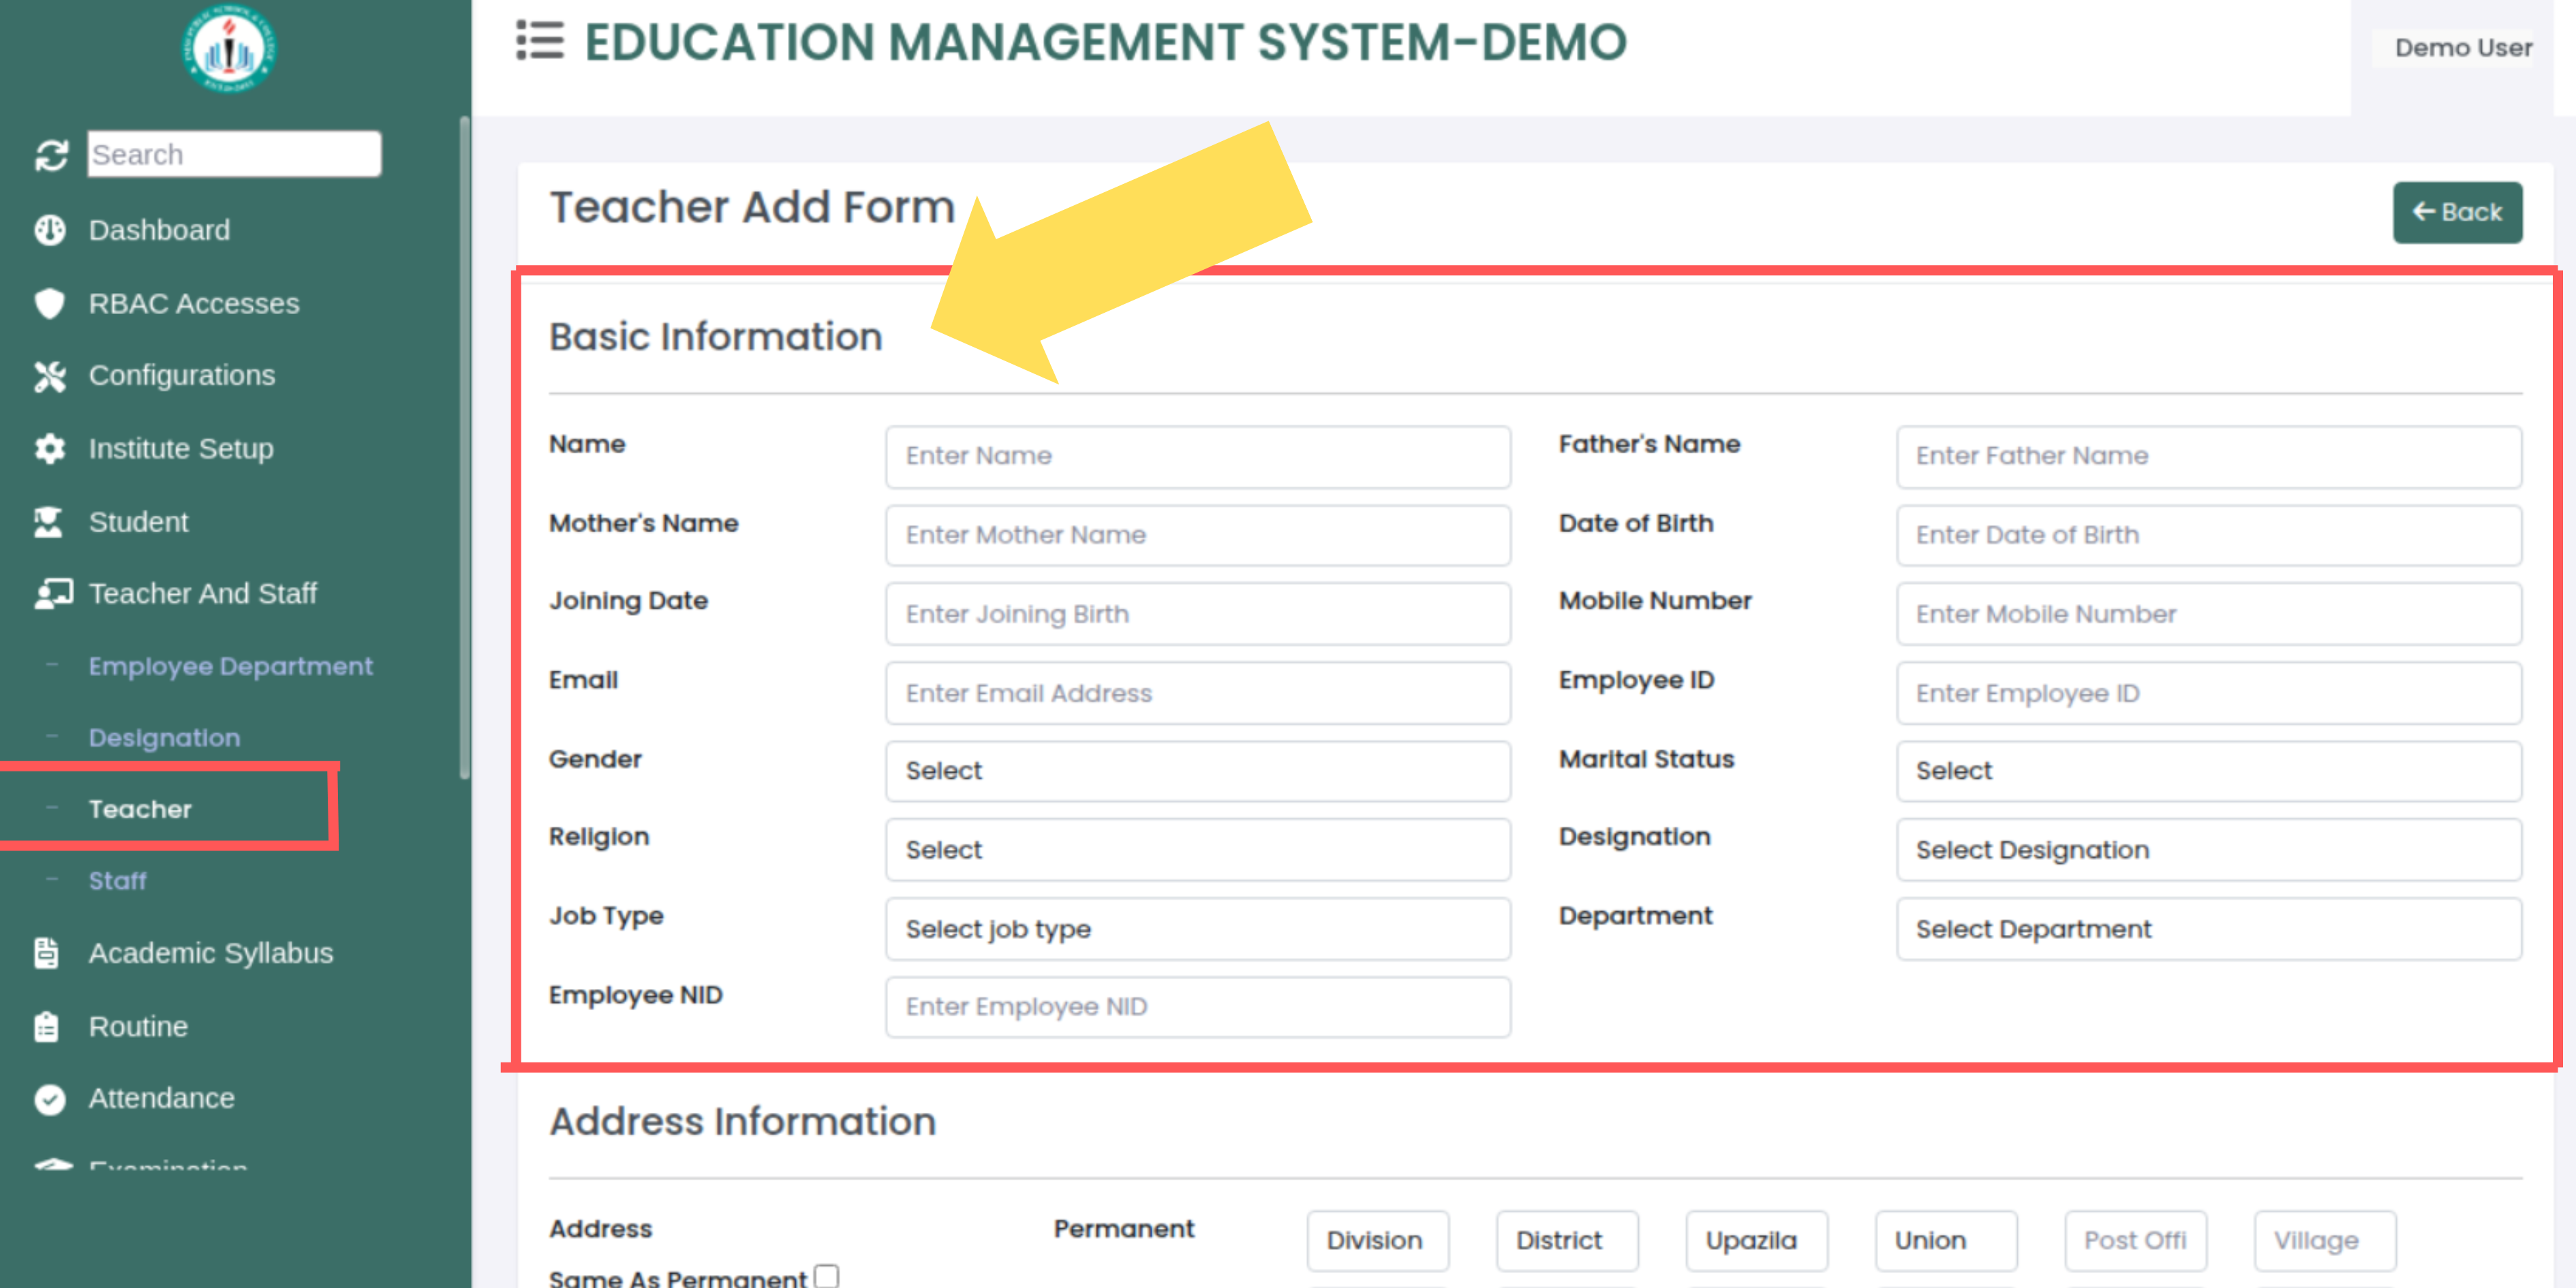 EDUCATION MANAGEMENT SYSTEM-DEMO
Demo User
Search
Dashboard
RBAC Accesses
Configurations
Institute Setup
Student
Teacher And Staff
Employee Department
Designation
Teacher
Staff
Academic Syllabus
Routine
Attendance
Examination
Teacher Add Form
Back
Basic Information
Name
Enter Name
Father's Name
Enter Father Name
Mother's Name
Enter Mother Name
Date of Birth
Enter Date of Birth
Joining Date
Enter Joining Birth
Mobile Number
Enter Mobile Number
Email
Enter Email Address
Employee ID
Enter Employee ID
Gender
Select
Marital Status
Select
Religion
Select
Designation
Select Designation
Job Type
Select job type
Department
Select Department
Employee NID
Enter Employee NID
Address Information
Address
Permanent
Division
District
Upazila
Union
Post Offi
Village
Same As Permanent